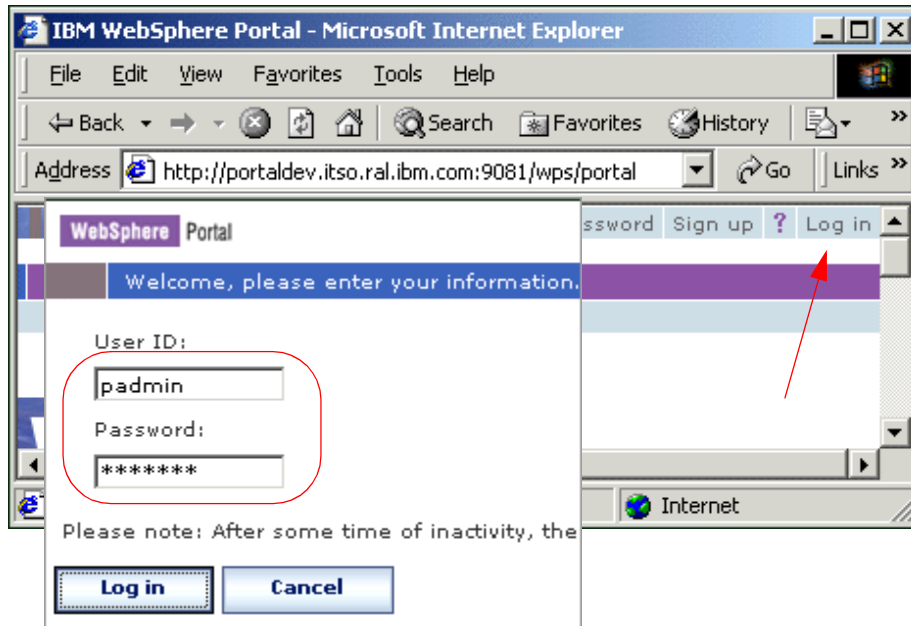 IBM WebSphere Portal - Microsoft Internet Explorer
File Edit View Favorites Tools Help
Back Search Favorites History »
Address http://portaldev.itso.ral.ibm.com:9081/wps/portal Go Links »
WebSphere Portal
ssword Sign up ? Log in
Welcome, please enter your information.
User ID:
padmin
Password:
*******
Internet
Please note: After some time of inactivity, the
Log in Cancel